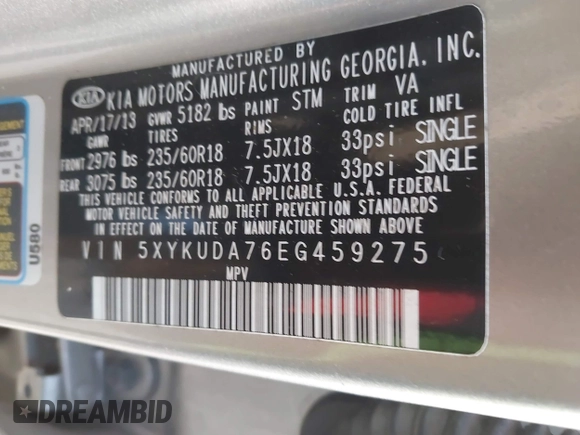 MANUFACTURED BY
KIA KIA MOTORS MANUFACTURING GEORGIA, INC.
APR/17/13 GVWR 5182 lbs PAINT STM TRIM VA
GAWR TIRES RIMS COLD TIRE INFL
FRONT 2976 lbs 235/60R18 7.5JX18 33psi SINGLE
REAR 3075 lbs 235/60R18 7.5JX18 33psi SINGLE
THIS VEHICLE CONFORMS TO ALL APPLICABLE U.S.A. FEDERAL
MOTOR VEHICLE SAFETY AND THEFT PREVENTION STANDARDS
IN EFFECT ON THE DATE OF MANUFACTURE SHOWN ABOVE.
VIN 5XYKUDA76EG459275
MPV
U580
DREAMBID